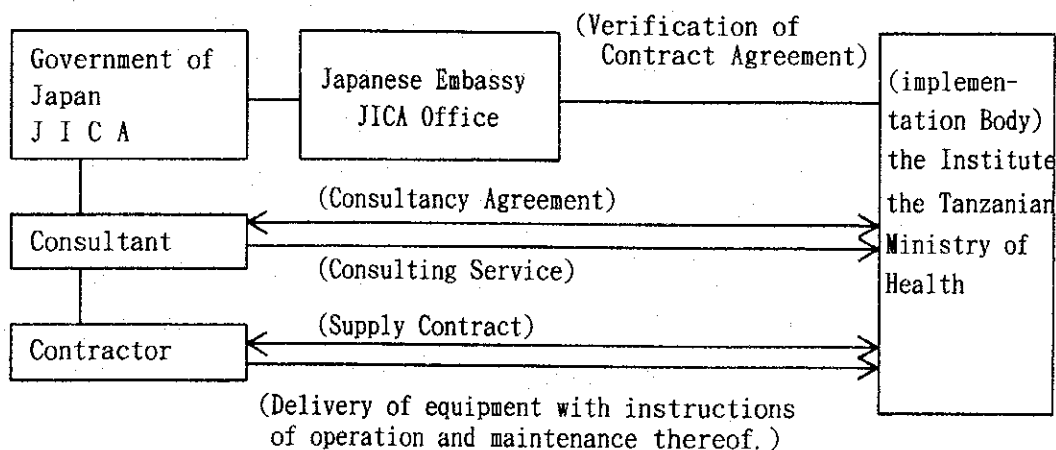 Government of
Japan
J I C A
Japanese Embassy
JICA Office
(Verification of
Contract Agreement)
(implemen-
tation Body)
the Institute
the Tanzanian
Ministry of
Health
(Consultancy Agreement)
Consultant
(Consulting Service)
(Supply Contract)
Contractor
(Delivery of equipment with instructions
of operation and maintenance thereof.)